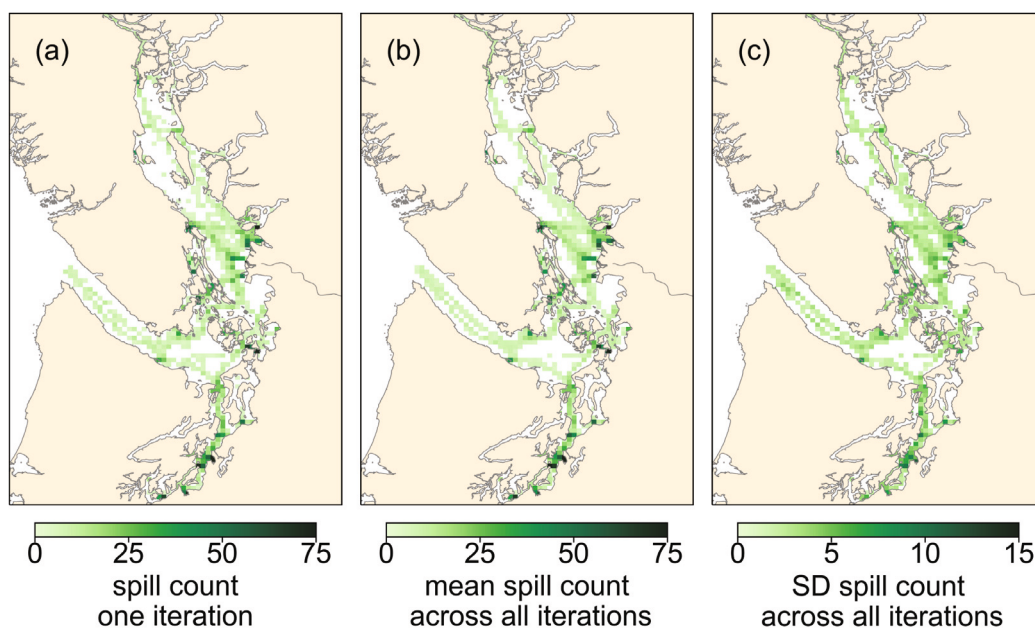 (a)
(b)
(c)
0 25 50 75
0 25 50 75
0 5 10 15
spill count
one iteration
mean spill count
across all iterations
SD spill count
across all iterations